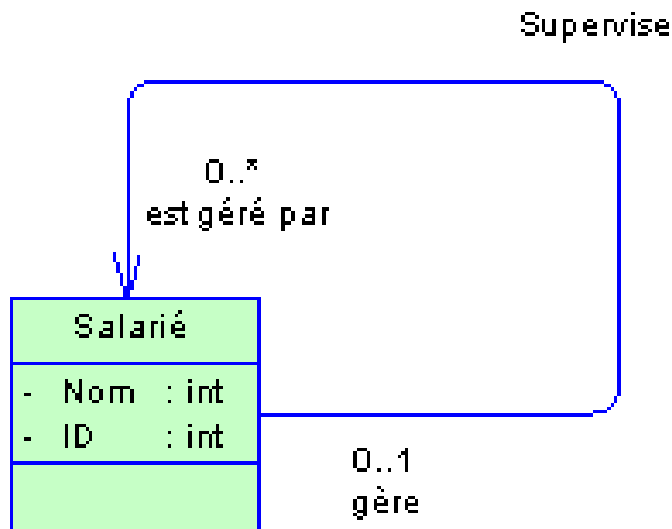 Supervise
0..*
est géré par
Salarié
- Nom : int
- ID : int
0..1
gère